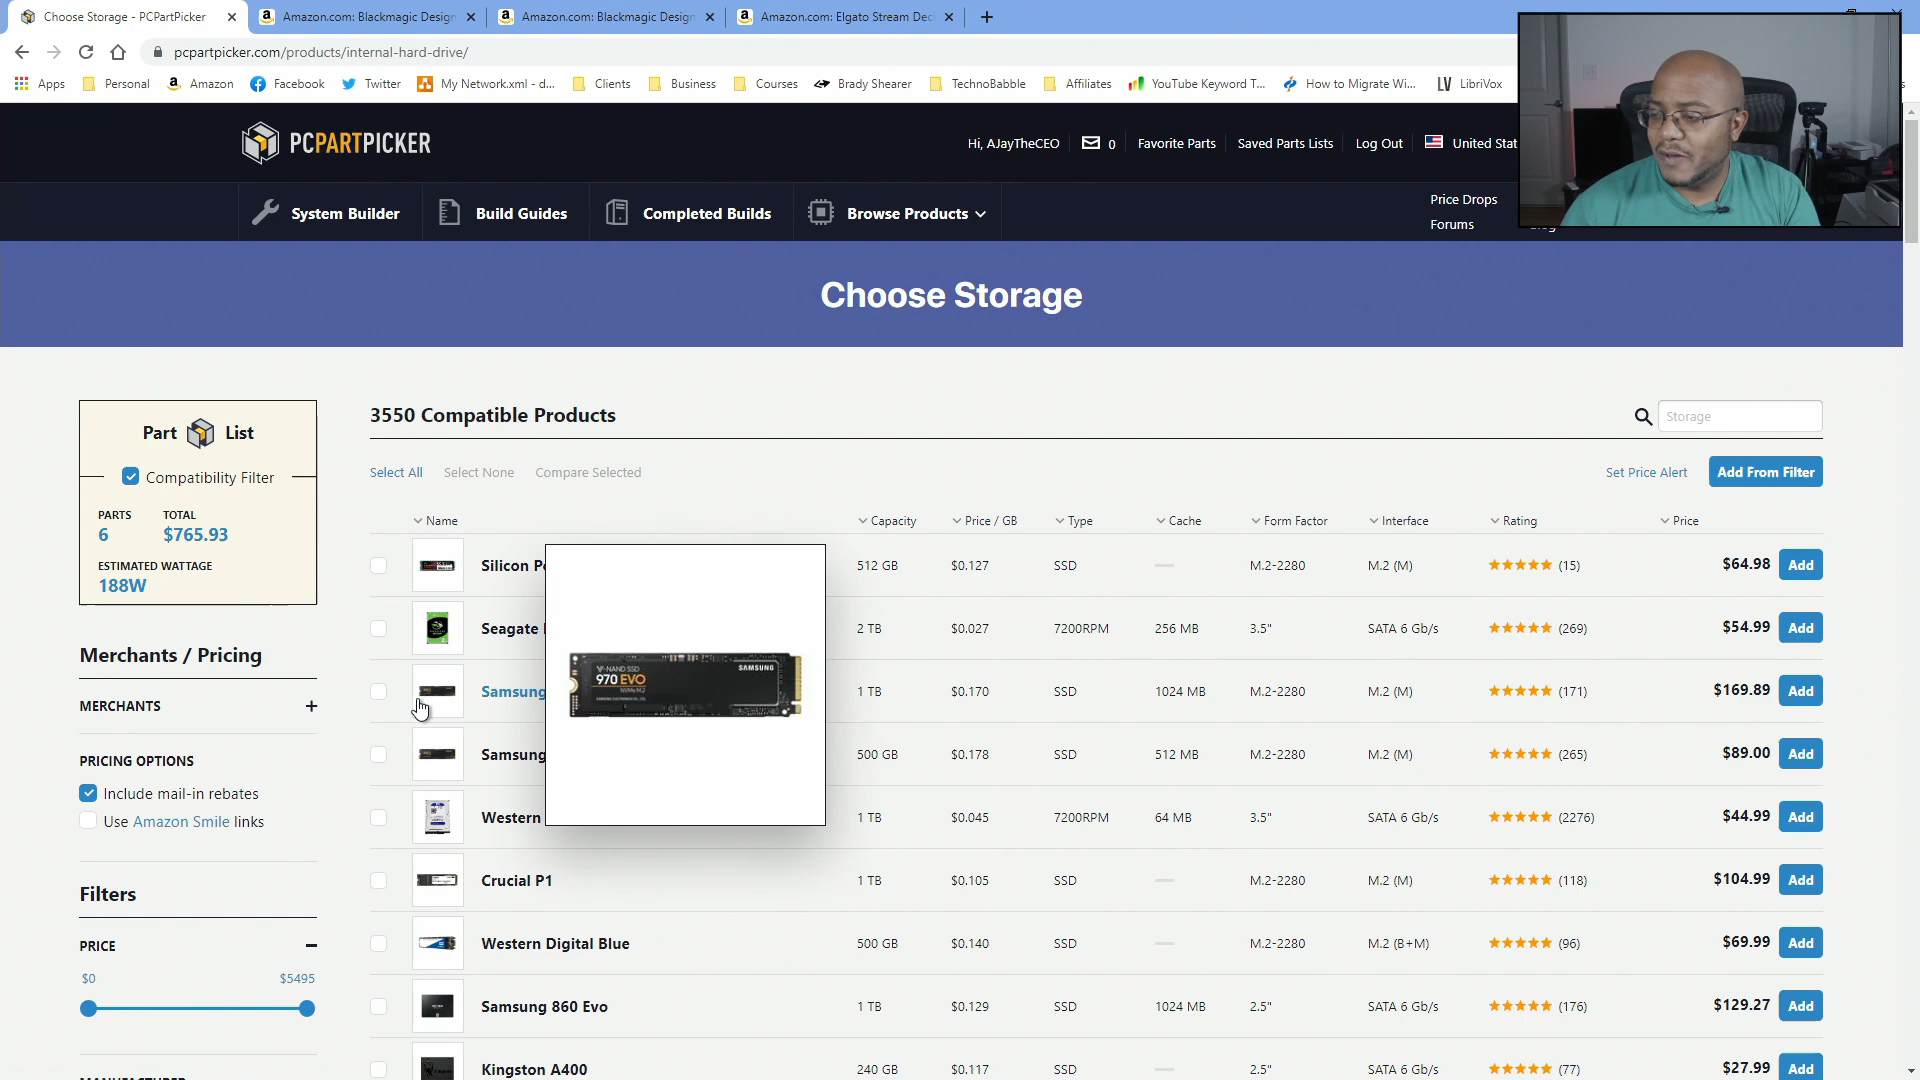 Choose Storage - PCPartPicker
Amazon.com: Blackmagic Design
Amazon.com: Blackmagic Design
Amazon.com: Elgato Stream Dec
pcpartpicker.com/products/internal-hard-drive/
Apps
Personal
Amazon
Facebook
Twitter
My Network.xml - d...
Clients
Business
Courses
Brady Shearer
TechnoBabble
Affiliates
YouTube Keyword T...
How to Migrate Wi...
LV LibriVox
PCPARTPICKER
Hi, AJayTheCEO
0
Favorite Parts
Saved Parts Lists
Log Out
United Stat
System Builder
Build Guides
Completed Builds
Browse Products
Price Drops
Forums
Choose Storage
Part List
Compatibility Filter
PARTS TOTAL
6 $765.93
ESTIMATED WATTAGE
188W
Merchants / Pricing
MERCHANTS +
PRICING OPTIONS
Include mail-in rebates
Use Amazon Smile links
Filters
PRICE
$0 $5495
3550 Compatible Products
Storage
Select All Select None Compare Selected
Set Price Alert Add From Filter
Name Capacity Price / GB Type Cache Form Factor Interface Rating Price
Silicon 512 GB $0.127 SSD M.2-2280 M.2 (M) (15) $64.98 Add
Seagate 2 TB $0.027 7200RPM 256 MB 3.5" SATA 6 Gb/s (269) $54.99 Add
Samsung 1 TB $0.170 SSD 1024 MB M.2-2280 M.2 (M) (171) $169.89 Add
V-NAND SSD
970 EVO
NVMe M.2
SAMSUNG
Samsung 500 GB $0.178 SSD 512 MB M.2-2280 M.2 (M) (265) $89.00 Add
Western 1 TB $0.045 7200RPM 64 MB 3.5" SATA 6 Gb/s (2276) $44.99 Add
Crucial P1 1 TB $0.105 SSD M.2-2280 M.2 (M) (118) $104.99 Add
Western Digital Blue 500 GB $0.140 SSD M.2-2280 M.2 (B+M) (96) $69.99 Add
Samsung 860 Evo 1 TB $0.129 SSD 1024 MB 2.5" SATA 6 Gb/s (176) $129.27 Add
Kingston A400 240 GB $0.117 SSD 2.5" SATA 6 Gb/s (77) $27.99 Add